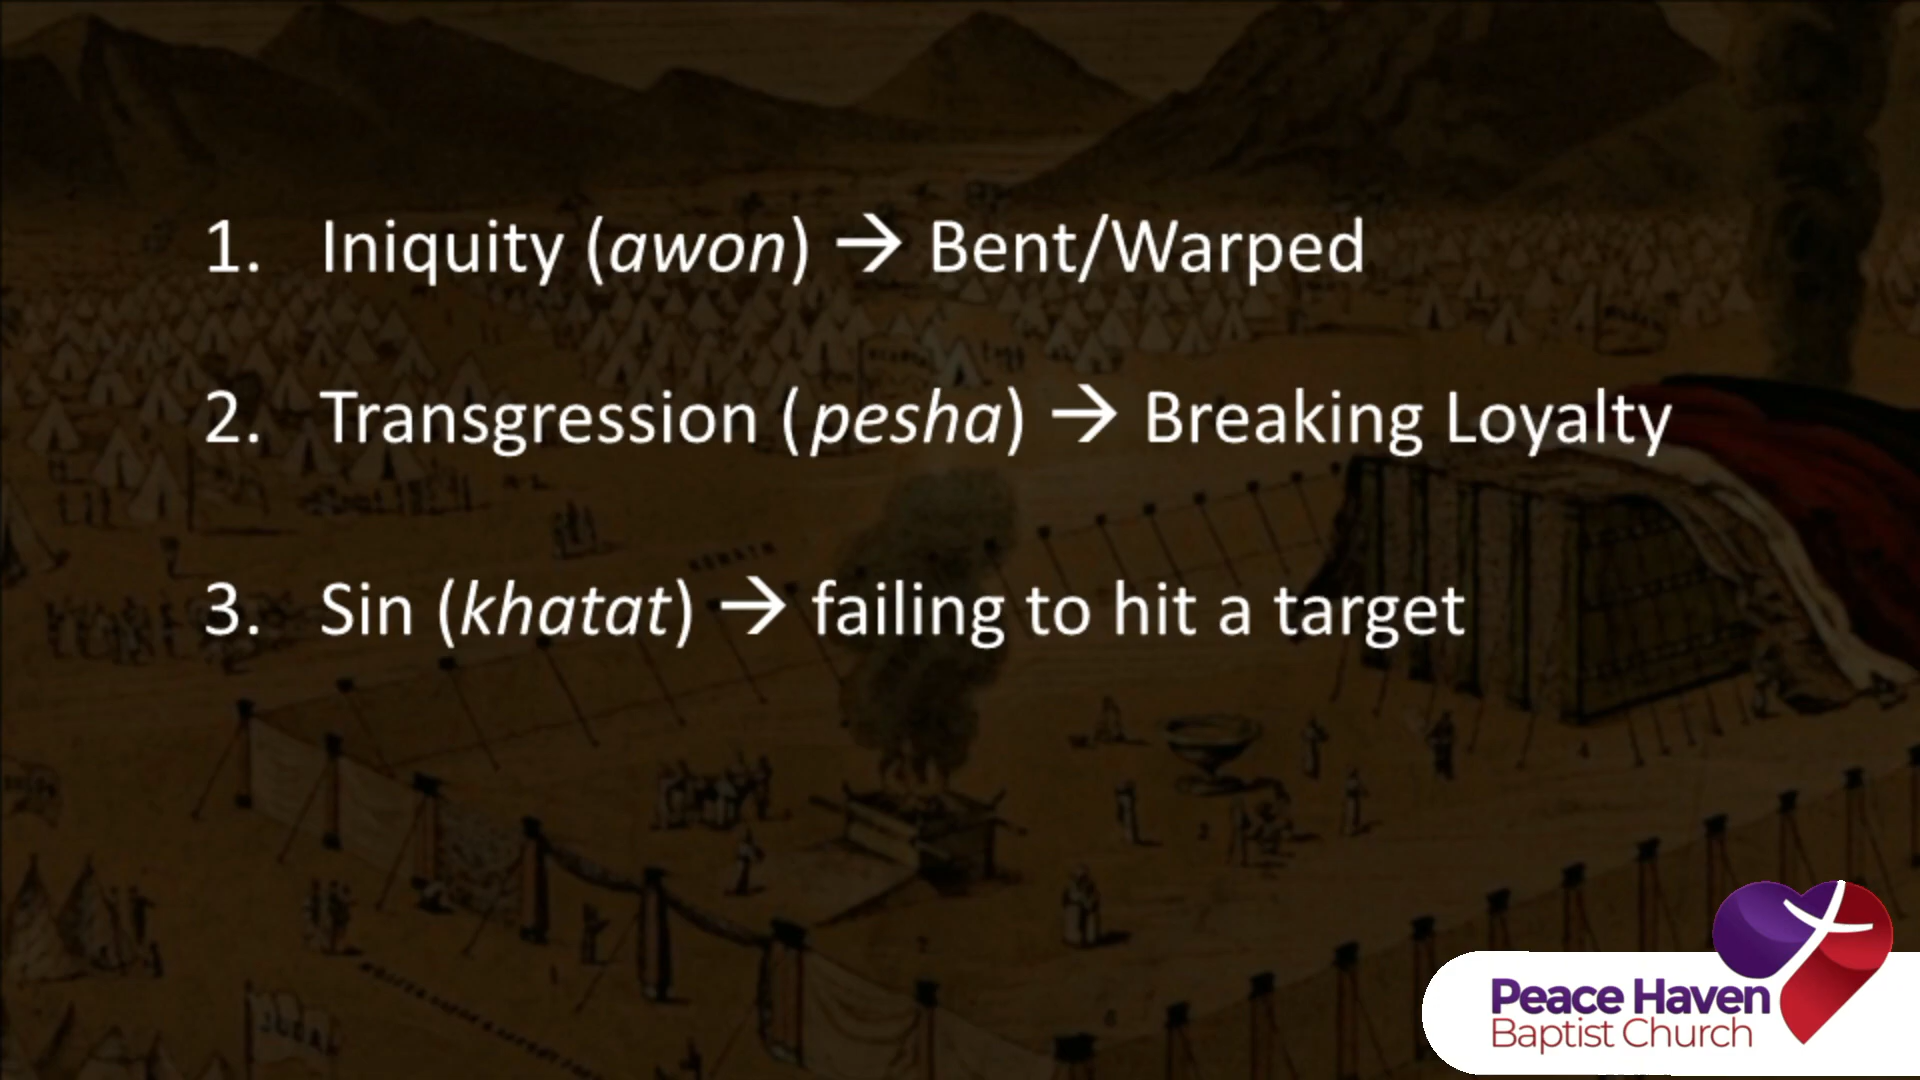 1. Iniquity (awon) → Bent/Warped
2. Transgression (pesha) → Breaking Loyalty
3. Sin (khatat) → failing to hit a target
Peace Haven
Baptist Church